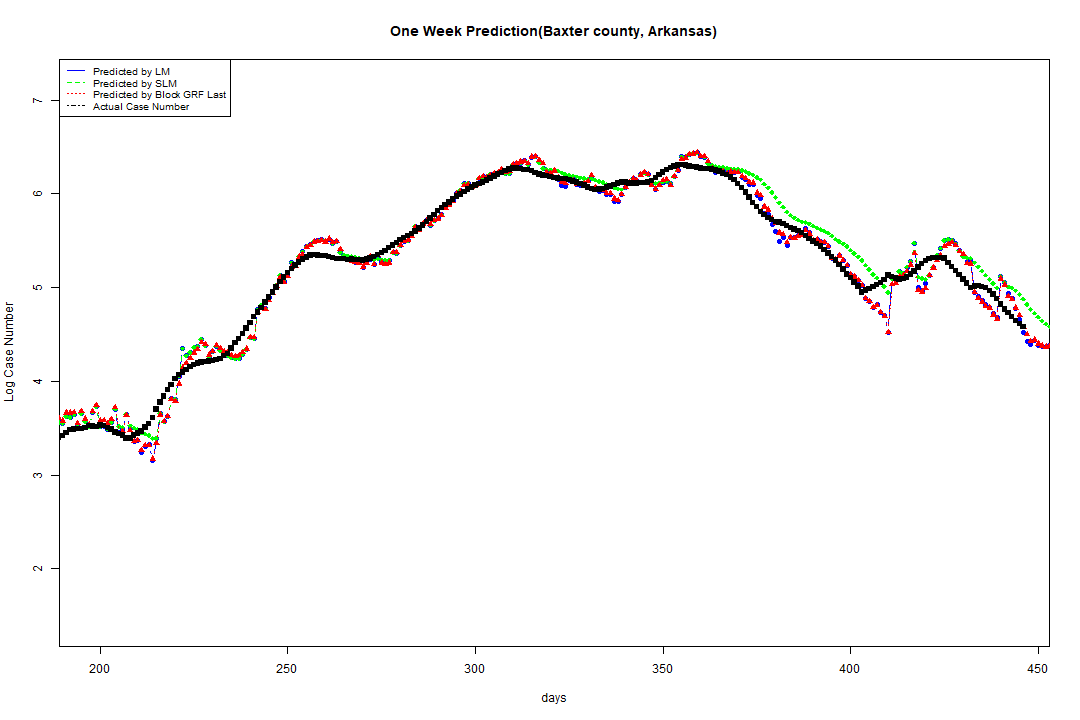 One Week Prediction(Baxter county, Arkansas)
Predicted by LM
Predicted by SLM
Predicted by Block GRF Last
Actual Case Number
7
6
5
4
3
2
Log Case Number
200 250 300 350 400 450
days